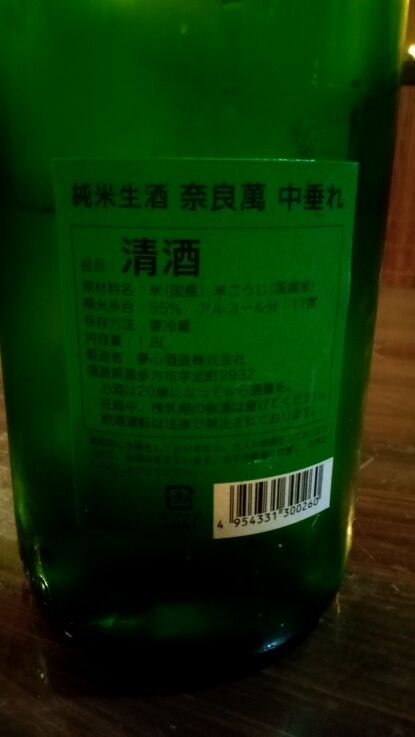 純米生酒 奈良萬 中垂れ
品目：清酒
原材料名：米(国産)、米こうじ(国産米)
精米歩合：55% アルコール分：17度
保存方法：要冷蔵
内容量：1.8L
製造者 夢心酒造株式会社
福島県喜多方市字北町2932
お酒は20歳になってから適量を。
妊娠中、授乳期の飲酒は避けてください。
飲酒運転は法律で禁止されております。
4 954331 300260